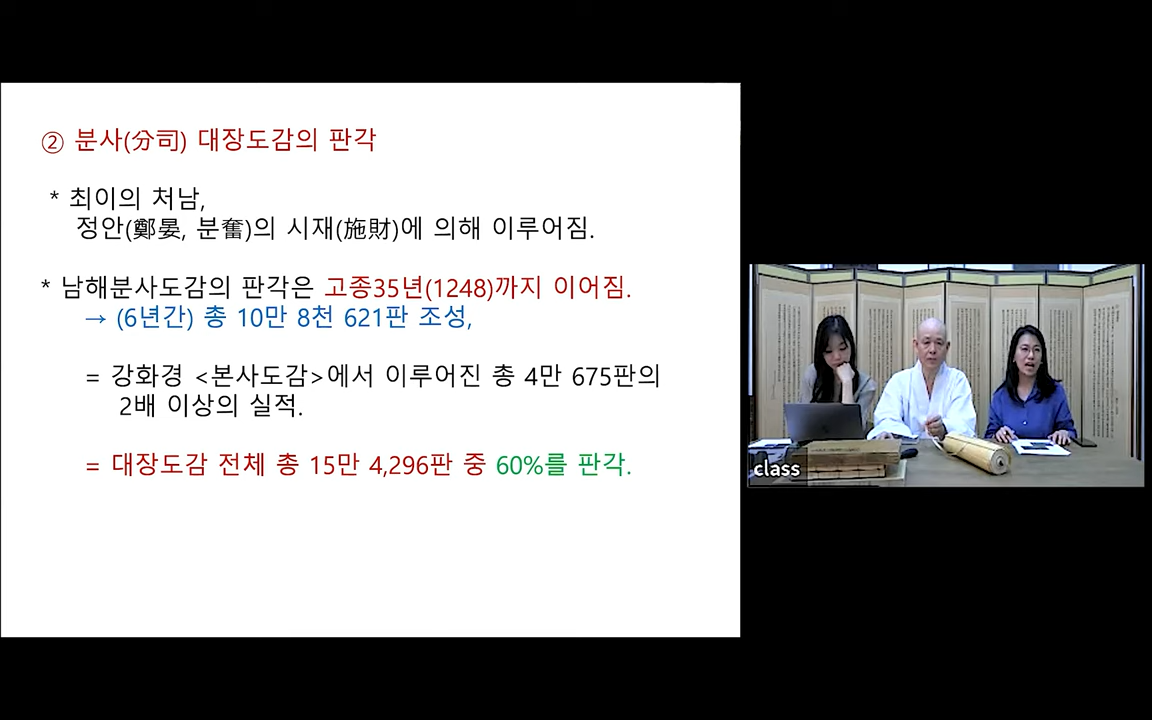 ② 분사(分司) 대장도감의 판각
* 최이의 처남,
정안(鄭晏, 분奮)의 시재(施財)에 의해 이루어짐.
* 남해분사도감의 판각은 고종35년(1248)까지 이어짐.
→ (6년간) 총 10만 8천 621판 조성,
= 강화경 <본사도감>에서 이루어진 총 4만 675판의
2배 이상의 실적.
= 대장도감 전체 총 15만 4,296판 중 60%를 판각.
class